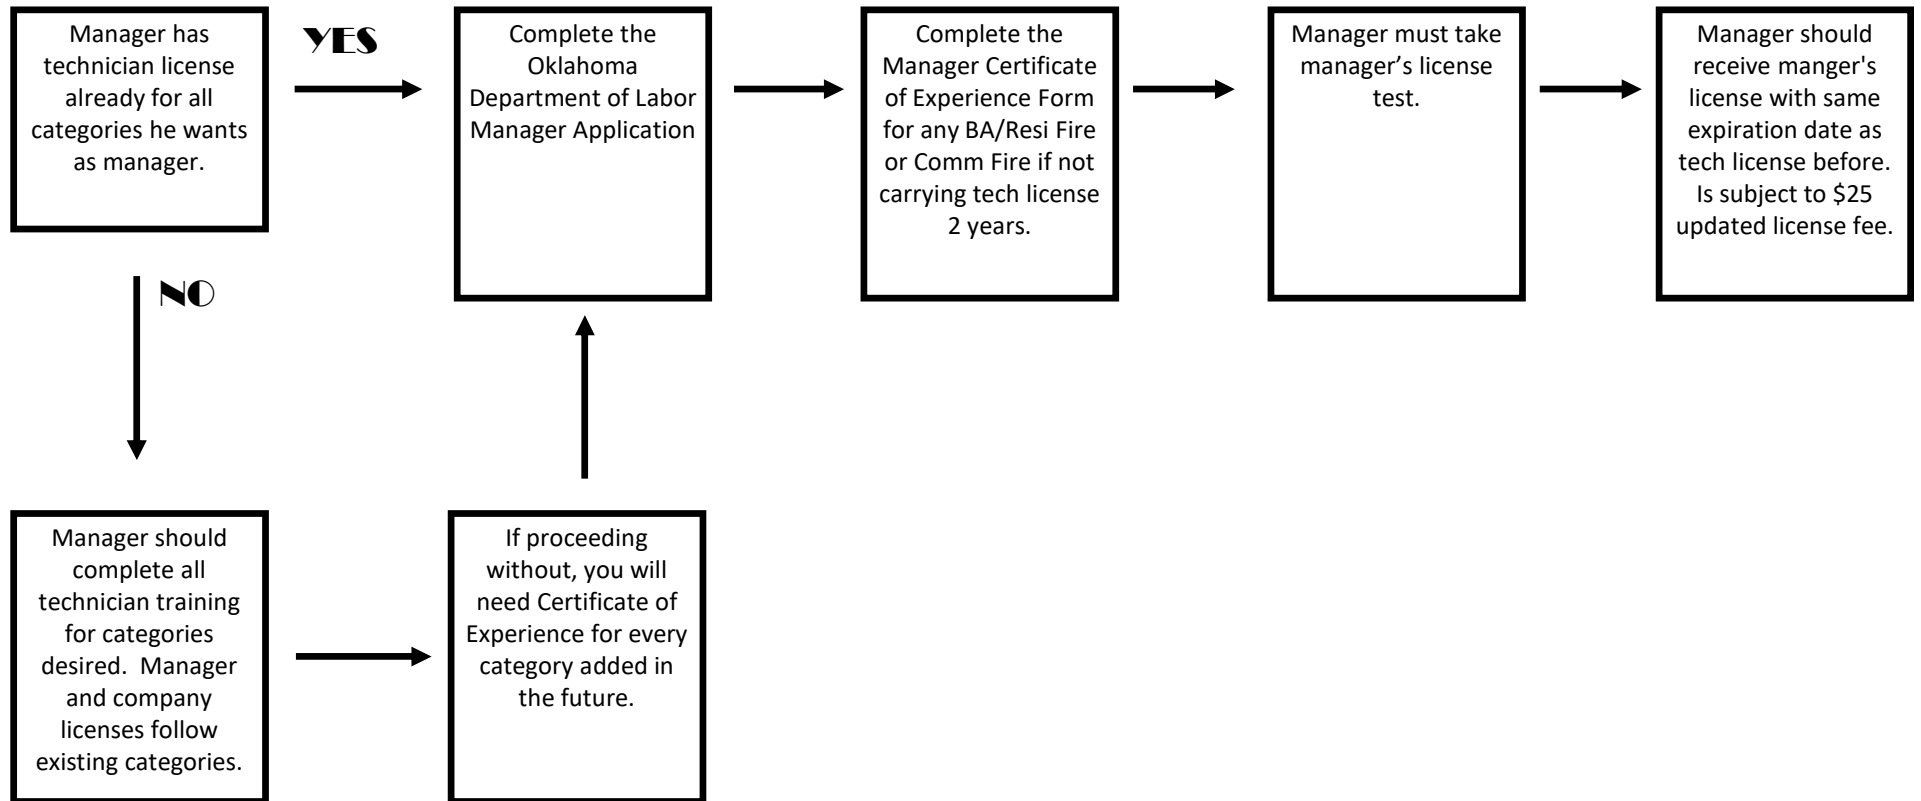 Manager has
technician license
already for all
categories he wants
as manager.
YES
Complete the
Oklahoma
Department of Labor
Manager Application
Complete the
Manager Certificate
of Experience Form
for any BA/Resi Fire
or Comm Fire if not
carrying tech license
2 years.
Manager must take
manager’s license
test.
Manager should
receive manger's
license with same
expiration date as
tech license before.
Is subject to $25
updated license fee.
NO
Manager should
complete all
technician training
for categories
desired.  Manager
and company
licenses follow
existing categories.
If proceeding
without, you will
need Certificate of
Experience for every
category added in
the future.